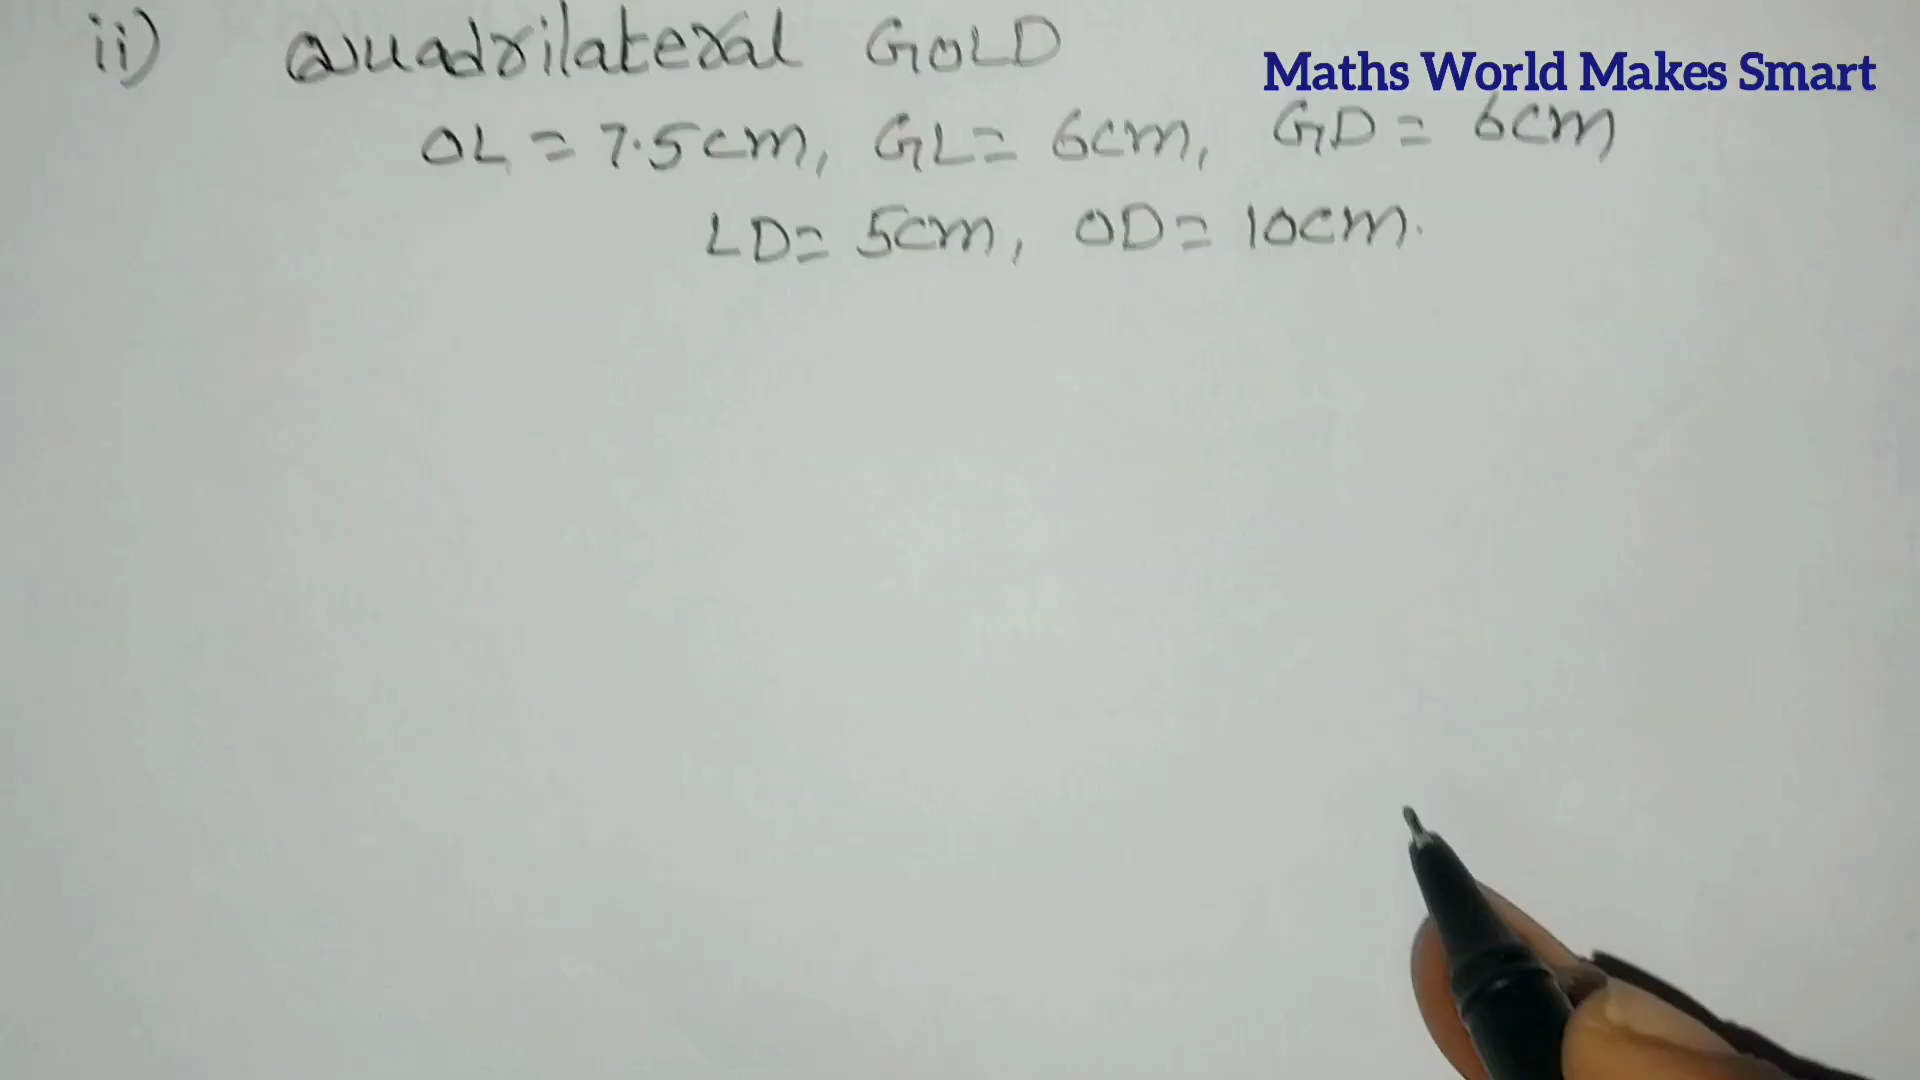 ii) Quadrilateral GOLD
Maths World Makes Smart
OL = 7.5cm, GL = 6cm, GD = 6cm
LD = 5cm, OD = 10cm.